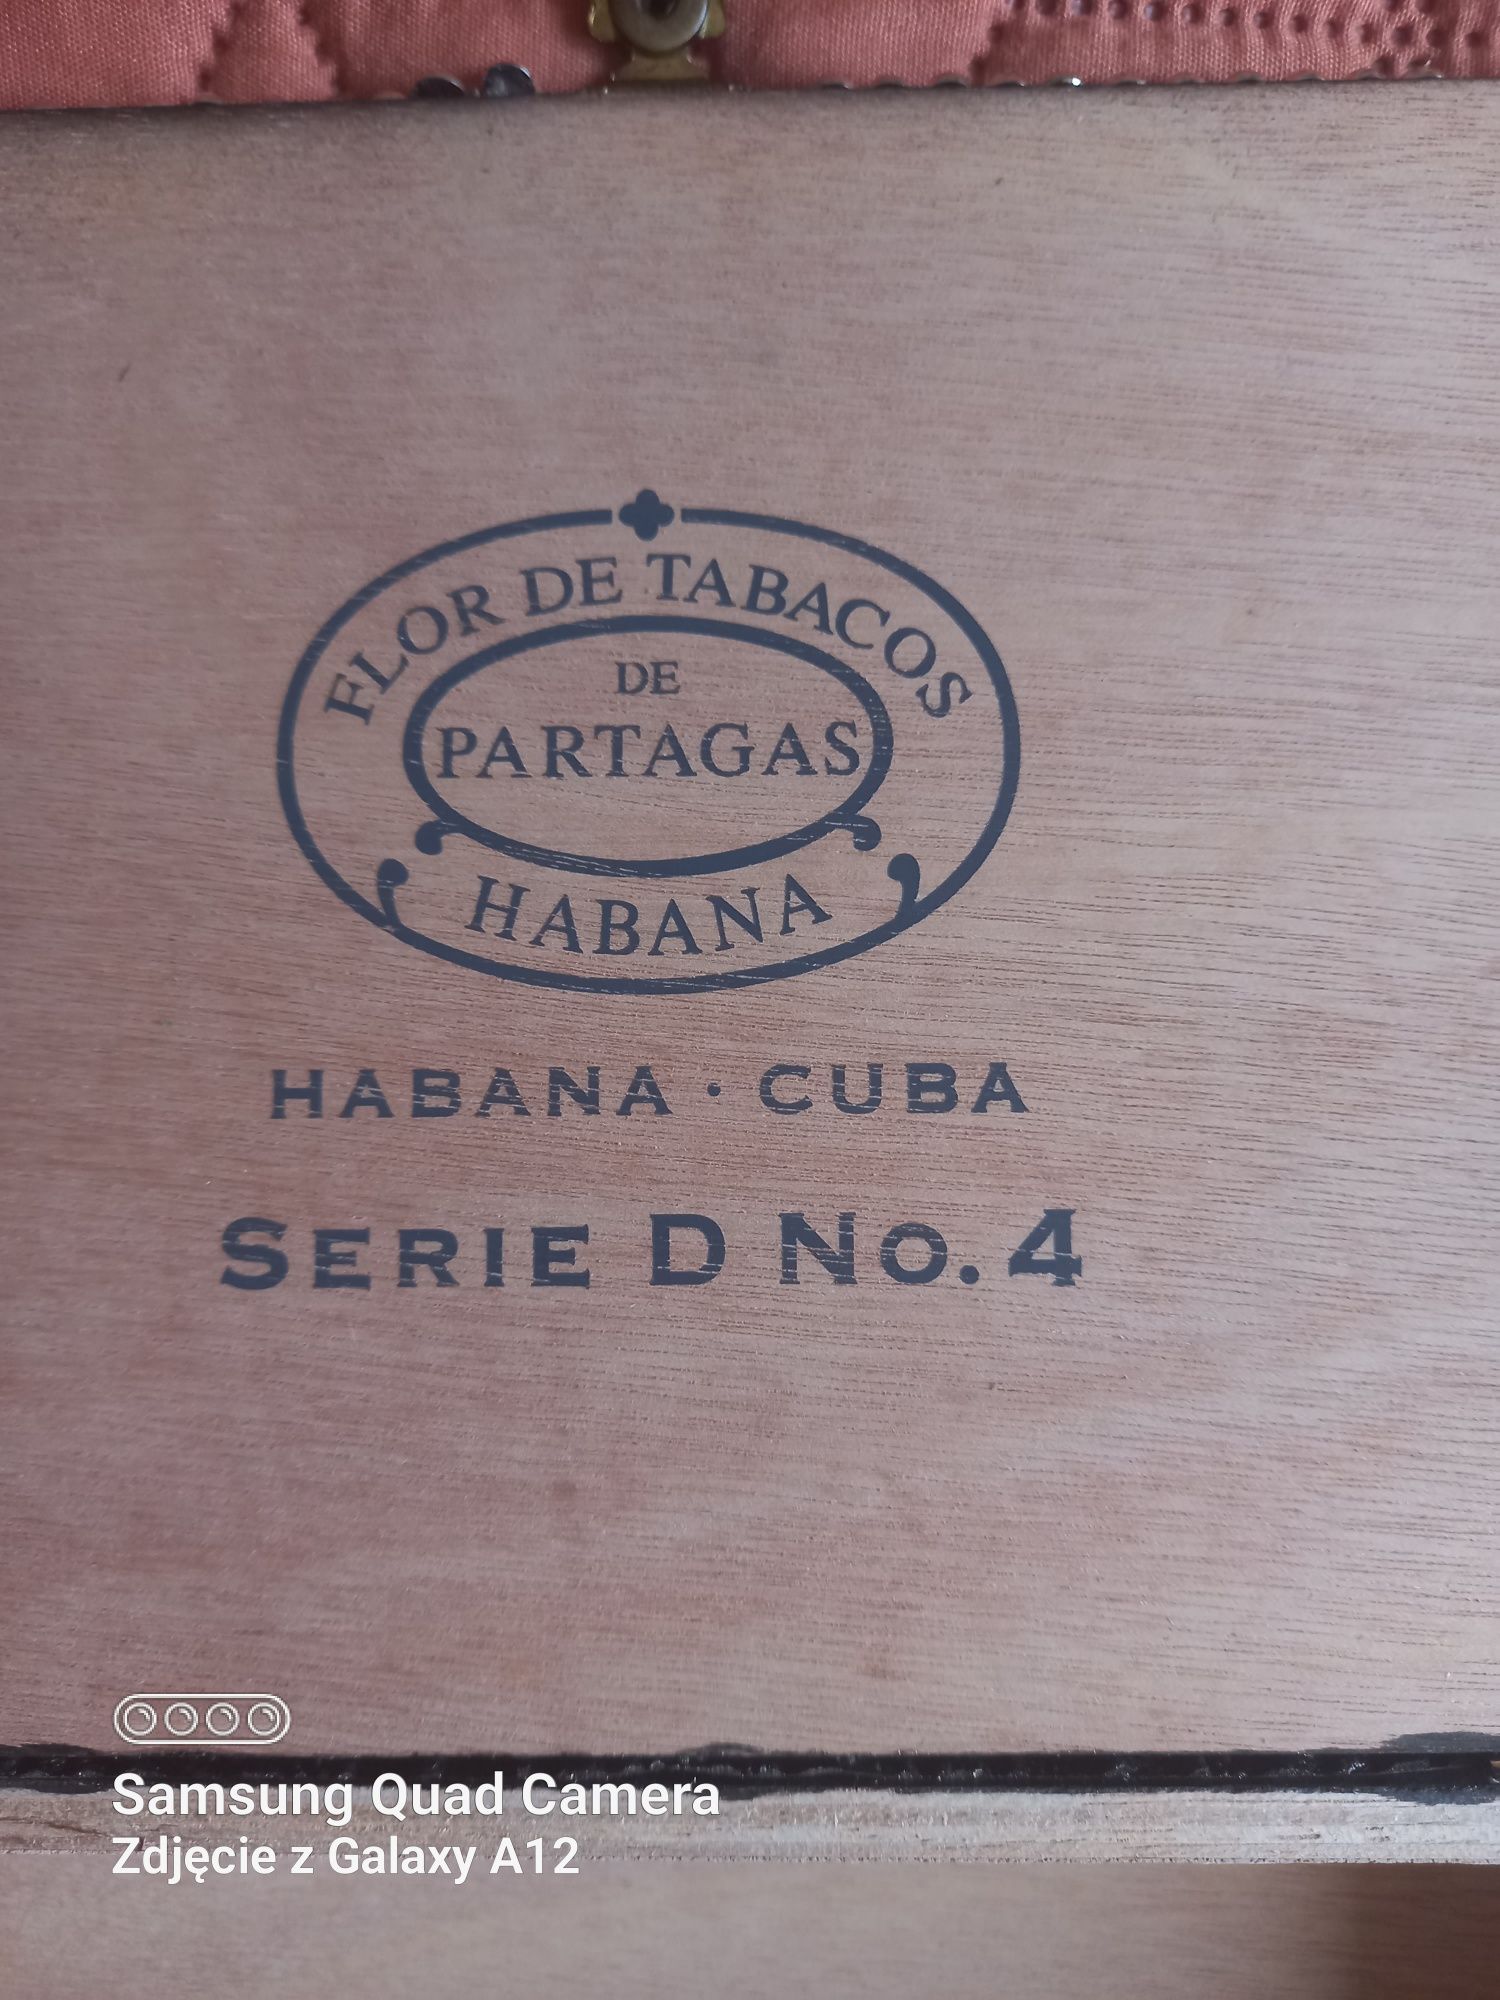 FLOR DE TABACOS
DE
PARTAGAS
HABANA
HABANA · CUBA
SERIE D NO. 4
Samsung Quad Camera
Zdjęcie z Galaxy A12